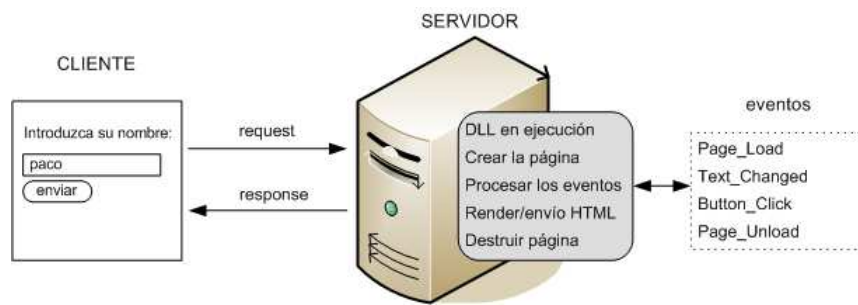 SERVIDOR
CLIENTE
Introduzca su nombre:
paco
enviar
request
response
DLL en ejecución
Crear la página
Procesar los eventos
Render/envío HTML
Destruir página
eventos
Page_Load
Text_Changed
Button_Click
Page_Unload